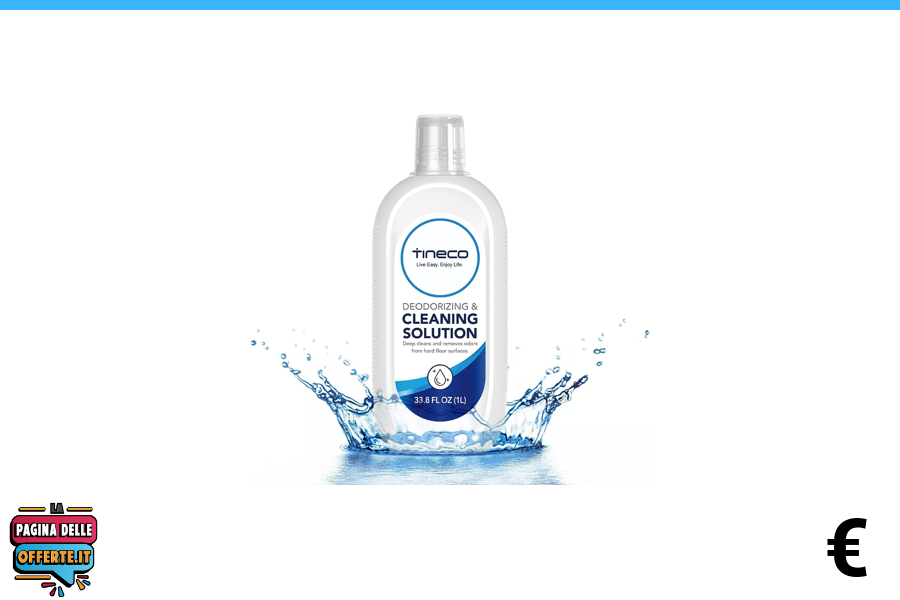 TINECO
Live Easy. Enjoy Life.
DEODORIZING &
CLEANING
SOLUTION
Deep cleans and removes odors
from hard floor surfaces.
33.8 FL OZ (1L)
LA
PAGINA DELLE
OFFERTE.IT
€